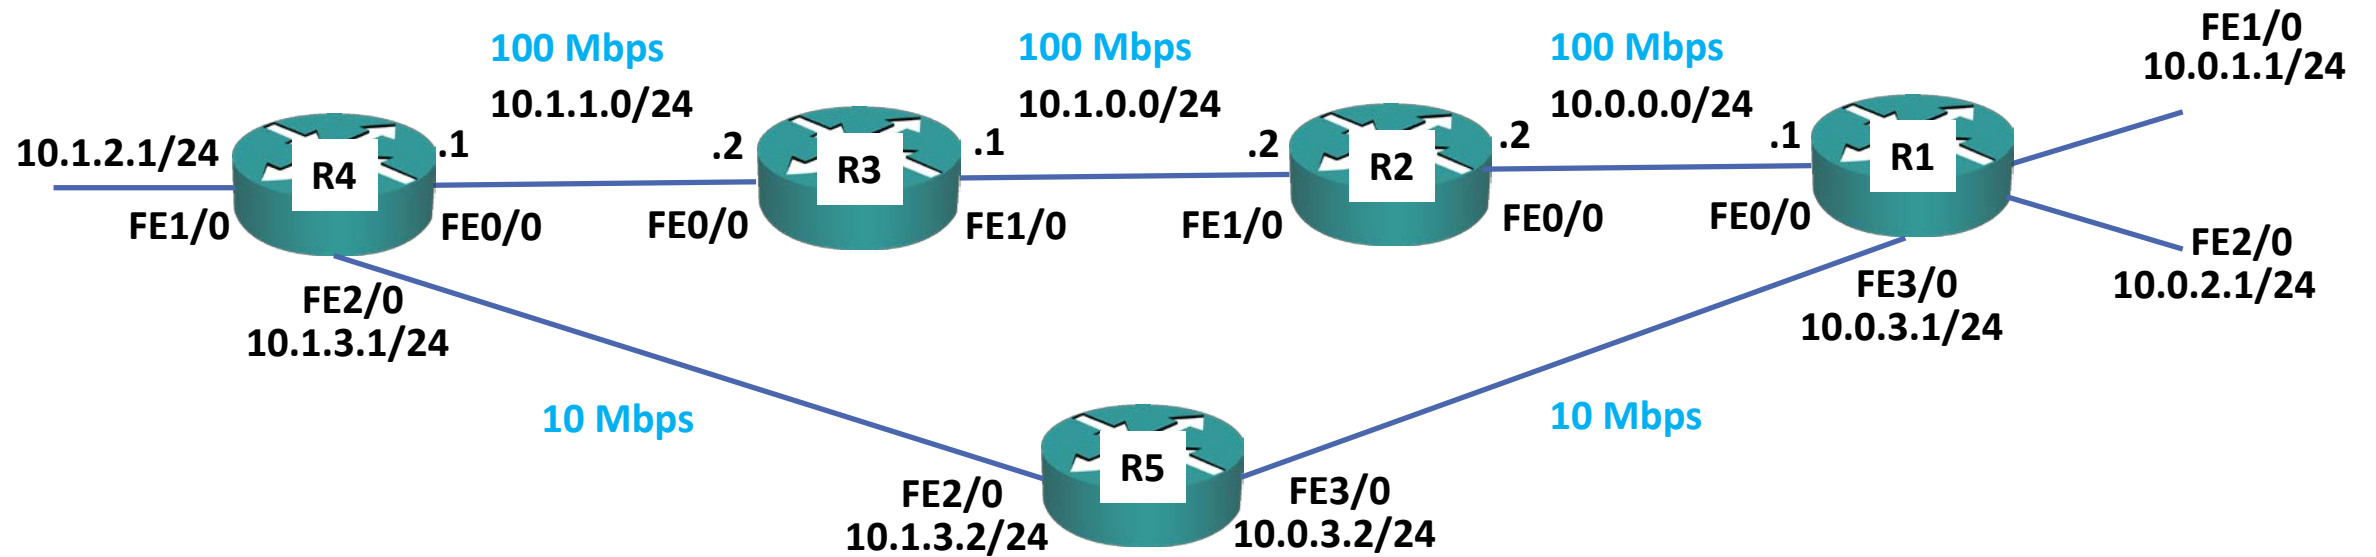 FE1/0
10.0.1.1/24
100 Mbps
100 Mbps
100 Mbps
10.1.1.0/24
10.1.0.0/24
10.0.0.0/24
10.1.2.1/24
.1
.2
.1
.2
.2
.1
R4
R3
R2
R1
FE1/0
FE0/0
FE0/0
FE1/0
FE1/0
FE0/0
FE0/0
FE2/0
10.0.2.1/24
FE2/0
10.1.3.1/24
FE3/0
10.0.3.1/24
10 Mbps
10 Mbps
R5
FE2/0
10.1.3.2/24
FE3/0
10.0.3.2/24